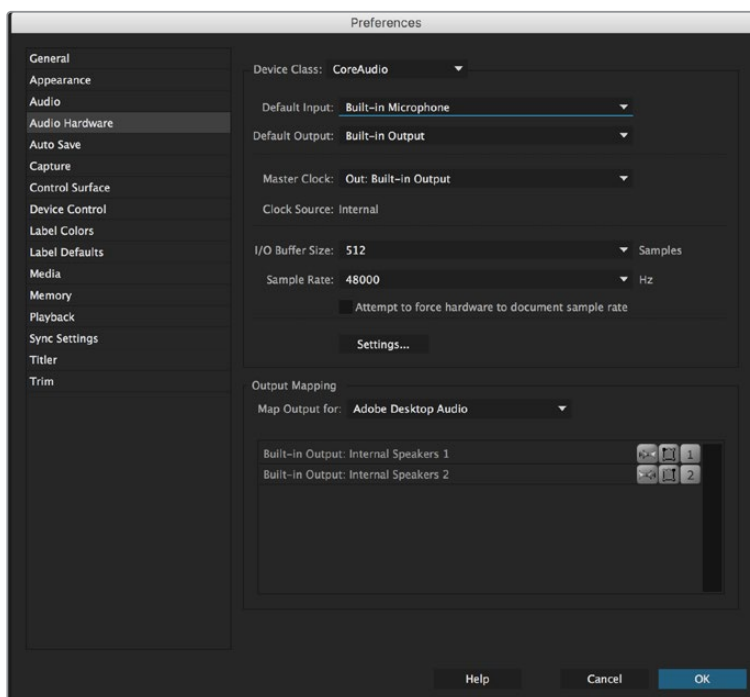 Preferences
General
Appearance
Audio
Audio Hardware
Auto Save
Capture
Control Surface
Device Control
Label Colors
Label Defaults
Media
Memory
Playback
Sync Settings
Titler
Trim
Device Class: CoreAudio
Default Input: Built-in Microphone
Default Output: Built-in Output
Master Clock: Out: Built-in Output
Clock Source: Internal
I/O Buffer Size: 512 Samples
Sample Rate: 48000 Hz
Attempt to force hardware to document sample rate
Settings...
Output Mapping
Map Output for: Adobe Desktop Audio
Built-in Output: Internal Speakers 1 1
Built-in Output: Internal Speakers 2 2
Help Cancel OK